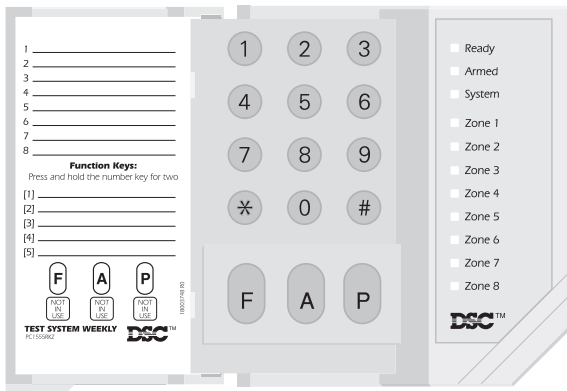 1
2
3
4
5
6
7
8
Function Keys:
Press and hold the number key for two
[1]
[2]
[3]
[4]
[5]
F A P
NOT IN USE NOT IN USE NOT IN USE
TEST SYSTEM WEEKLY
PC1555RKZ
DSC™
18003748 R0
1 2 3
4 5 6
7 8 9
* 0 #
F A P
Ready
Armed
System
Zone 1
Zone 2
Zone 3
Zone 4
Zone 5
Zone 6
Zone 7
Zone 8
DSC™